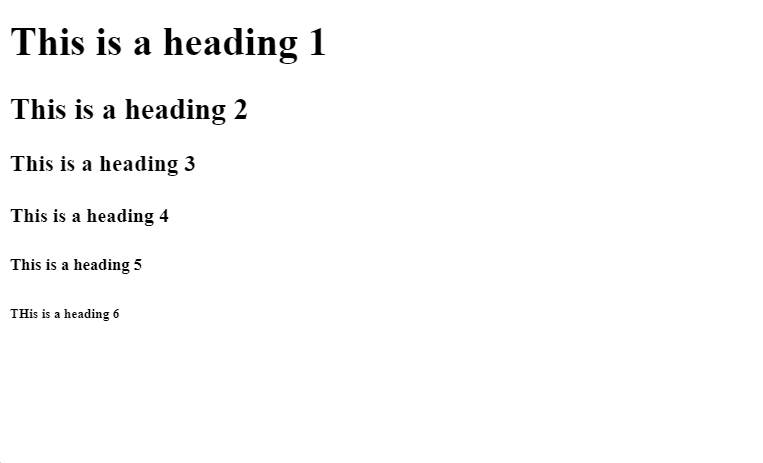 This is a heading 1
This is a heading 2
This is a heading 3
This is a heading 4
This is a heading 5
THis is a heading 6